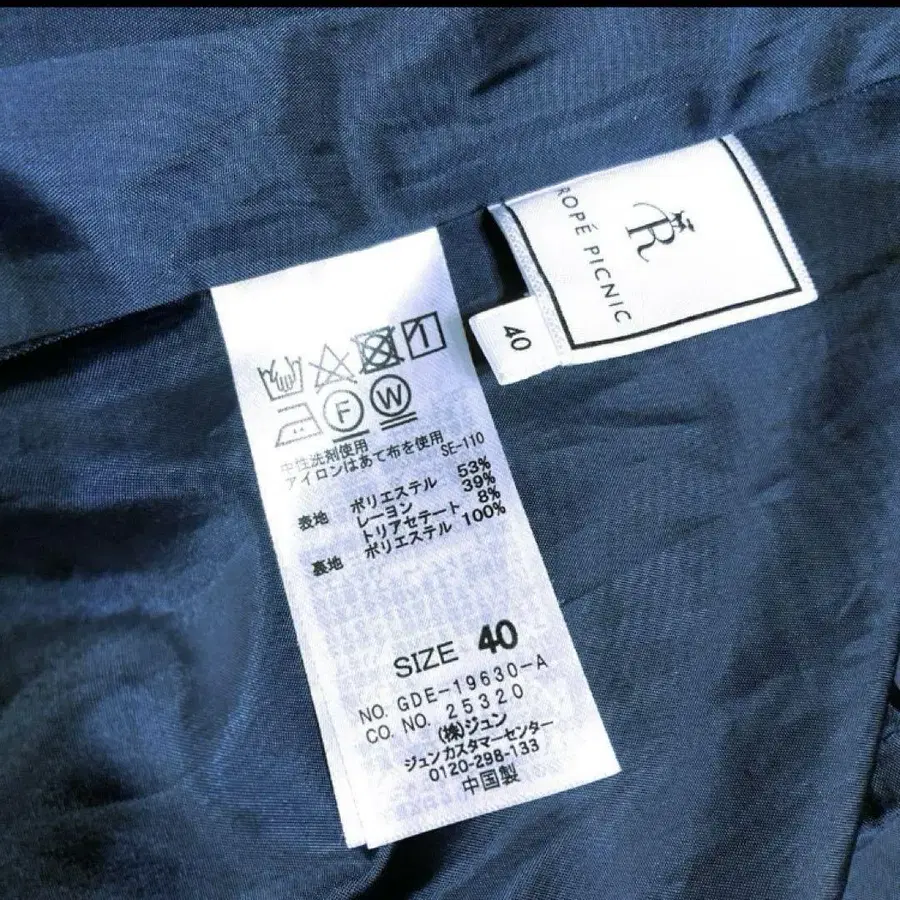 R
ROPÉ PICNIC
40
F W
中性洗剤使用
アイロンはあて布を使用
SE-110
表地 ポリエステル 53%
レーヨン 39%
トリアセテート 8%
裏地 ポリエステル 100%
SIZE 40
NO. GDE-19630-A
CO. NO. 25320
(株)ジュン
ジュンカスタマーセンター
0120-298-133
中国製